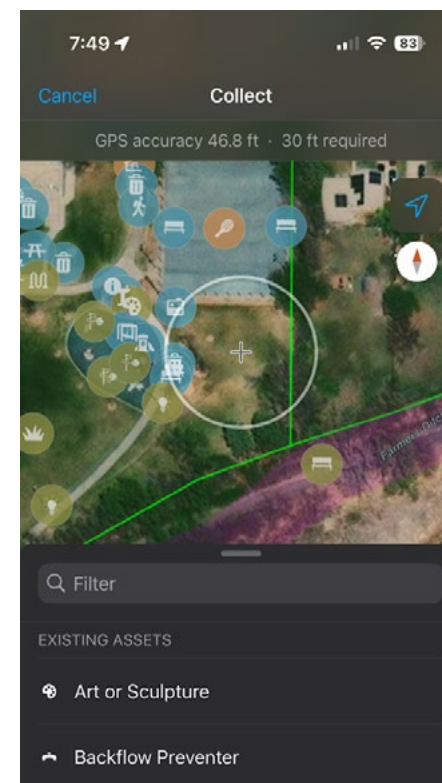 7:49
83
Cancel
Collect
GPS accuracy 46.8 ft · 30 ft required
Filter
EXISTING ASSETS
Art or Sculpture
Backflow Preventer